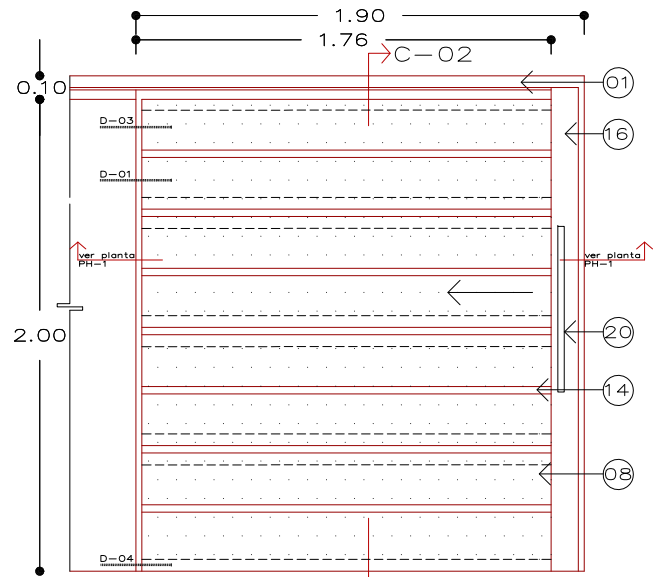 1.90
1.76
C-02
0.10
01
D-03
16
D-01
ver planta
PH-1
ver planta
PH-1
2.00
20
14
08
D-04